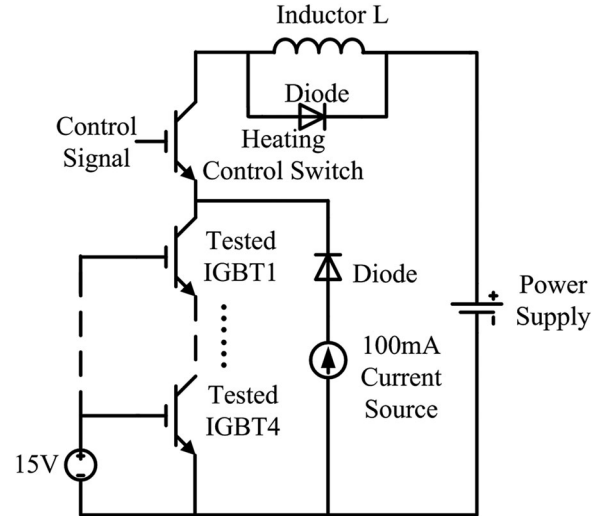 Inductor L
Diode
Heating
Control Switch
Control
Signal
Tested
IGBT1
Diode
Power
Supply
100mA
Current
Source
Tested
IGBT4
15V